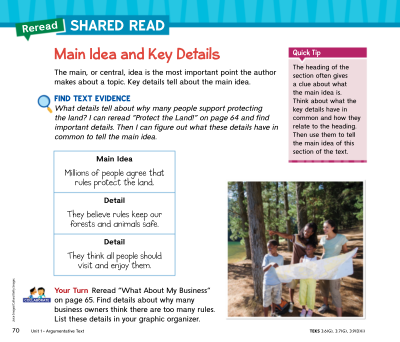 Reread SHARED READ
Main Idea and Key Details
The main, or central, idea is the most important point the author
makes about a topic. Key details tell about the main idea.
FIND TEXT EVIDENCE
What details tell about why many people support protecting
the land? I can reread "Protect the Land!" on page 64 and find
important details. Then I can figure out what these details have in
common to tell the main idea.
Quick Tip
The heading of the
section often gives
a clue about what
the main idea is.
Think about what the
key details have in
common and how they
relate to the heading.
Then use them to tell
the main idea of this
section of the text.
Main Idea
Millions of people agree that
rules protect the land.
Detail
They believe rules keep our
forests and animals safe.
Detail
They think all people should
visit and enjoy them.
COLLABORATE
Your Turn Reread "What About My Business"
on page 65. Find details about why many
business owners think there are too many rules.
List these details in your graphic organizer.
70 Unit 1–Argumentative Text